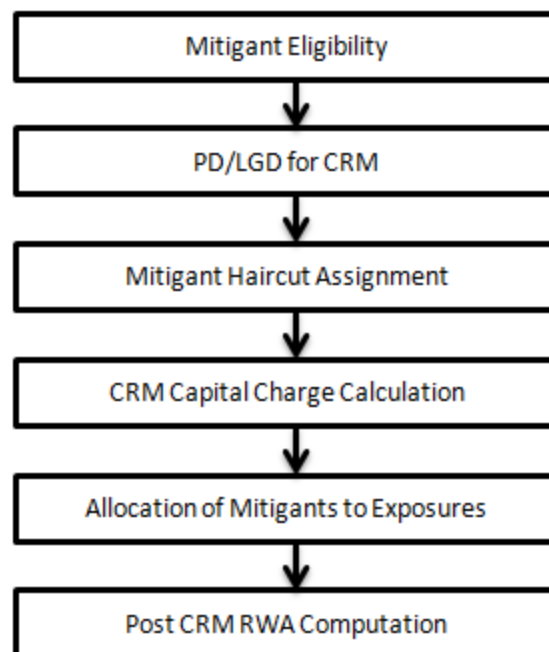 Mitigant Eligibility
PD/LGD for CRM
Mitigant Haircut Assignment
CRM Capital Charge Calculation
Allocation of Mitigants to Exposures
Post CRM RWA Computation